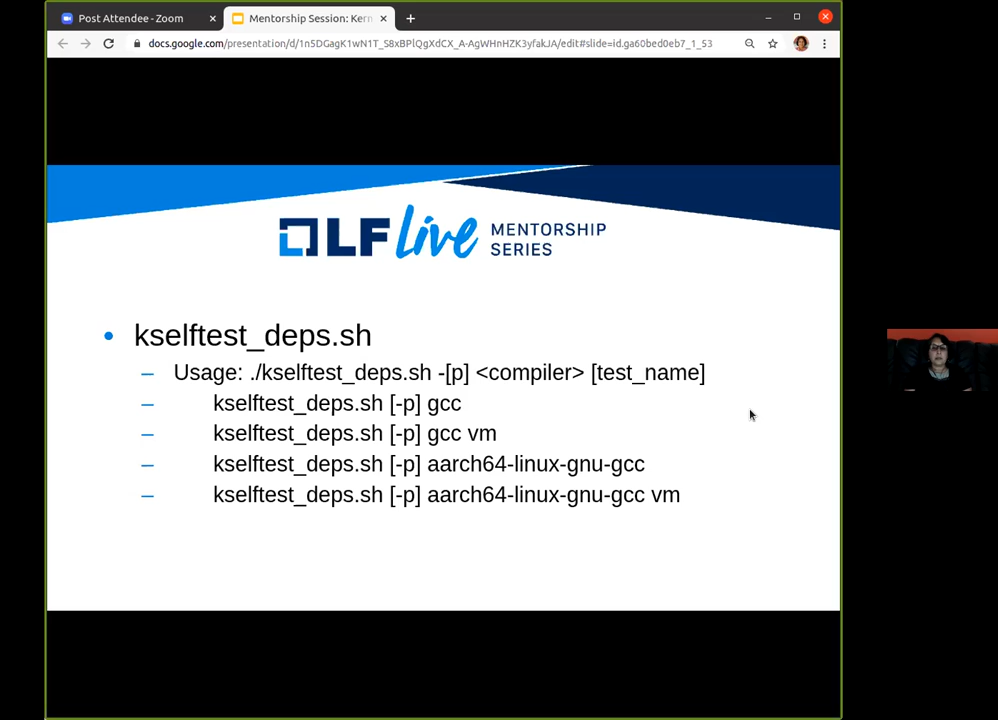 Post Attendee - Zoom
Mentorship Session: Kern
docs.google.com/presentation/d/1n5DGagK1wN1T_S8xBPlQgXdCX_A-AgWHnHZK3yfakJA/edit#slide=id.ga60bed0eb7_1_53
LF live MENTORSHIP
SERIES
• kselftest_deps.sh
– Usage: ./kselftest_deps.sh -[p] <compiler> [test_name]
– kselftest_deps.sh [-p] gcc
– kselftest_deps.sh [-p] gcc vm
– kselftest_deps.sh [-p] aarch64-linux-gnu-gcc
– kselftest_deps.sh [-p] aarch64-linux-gnu-gcc vm